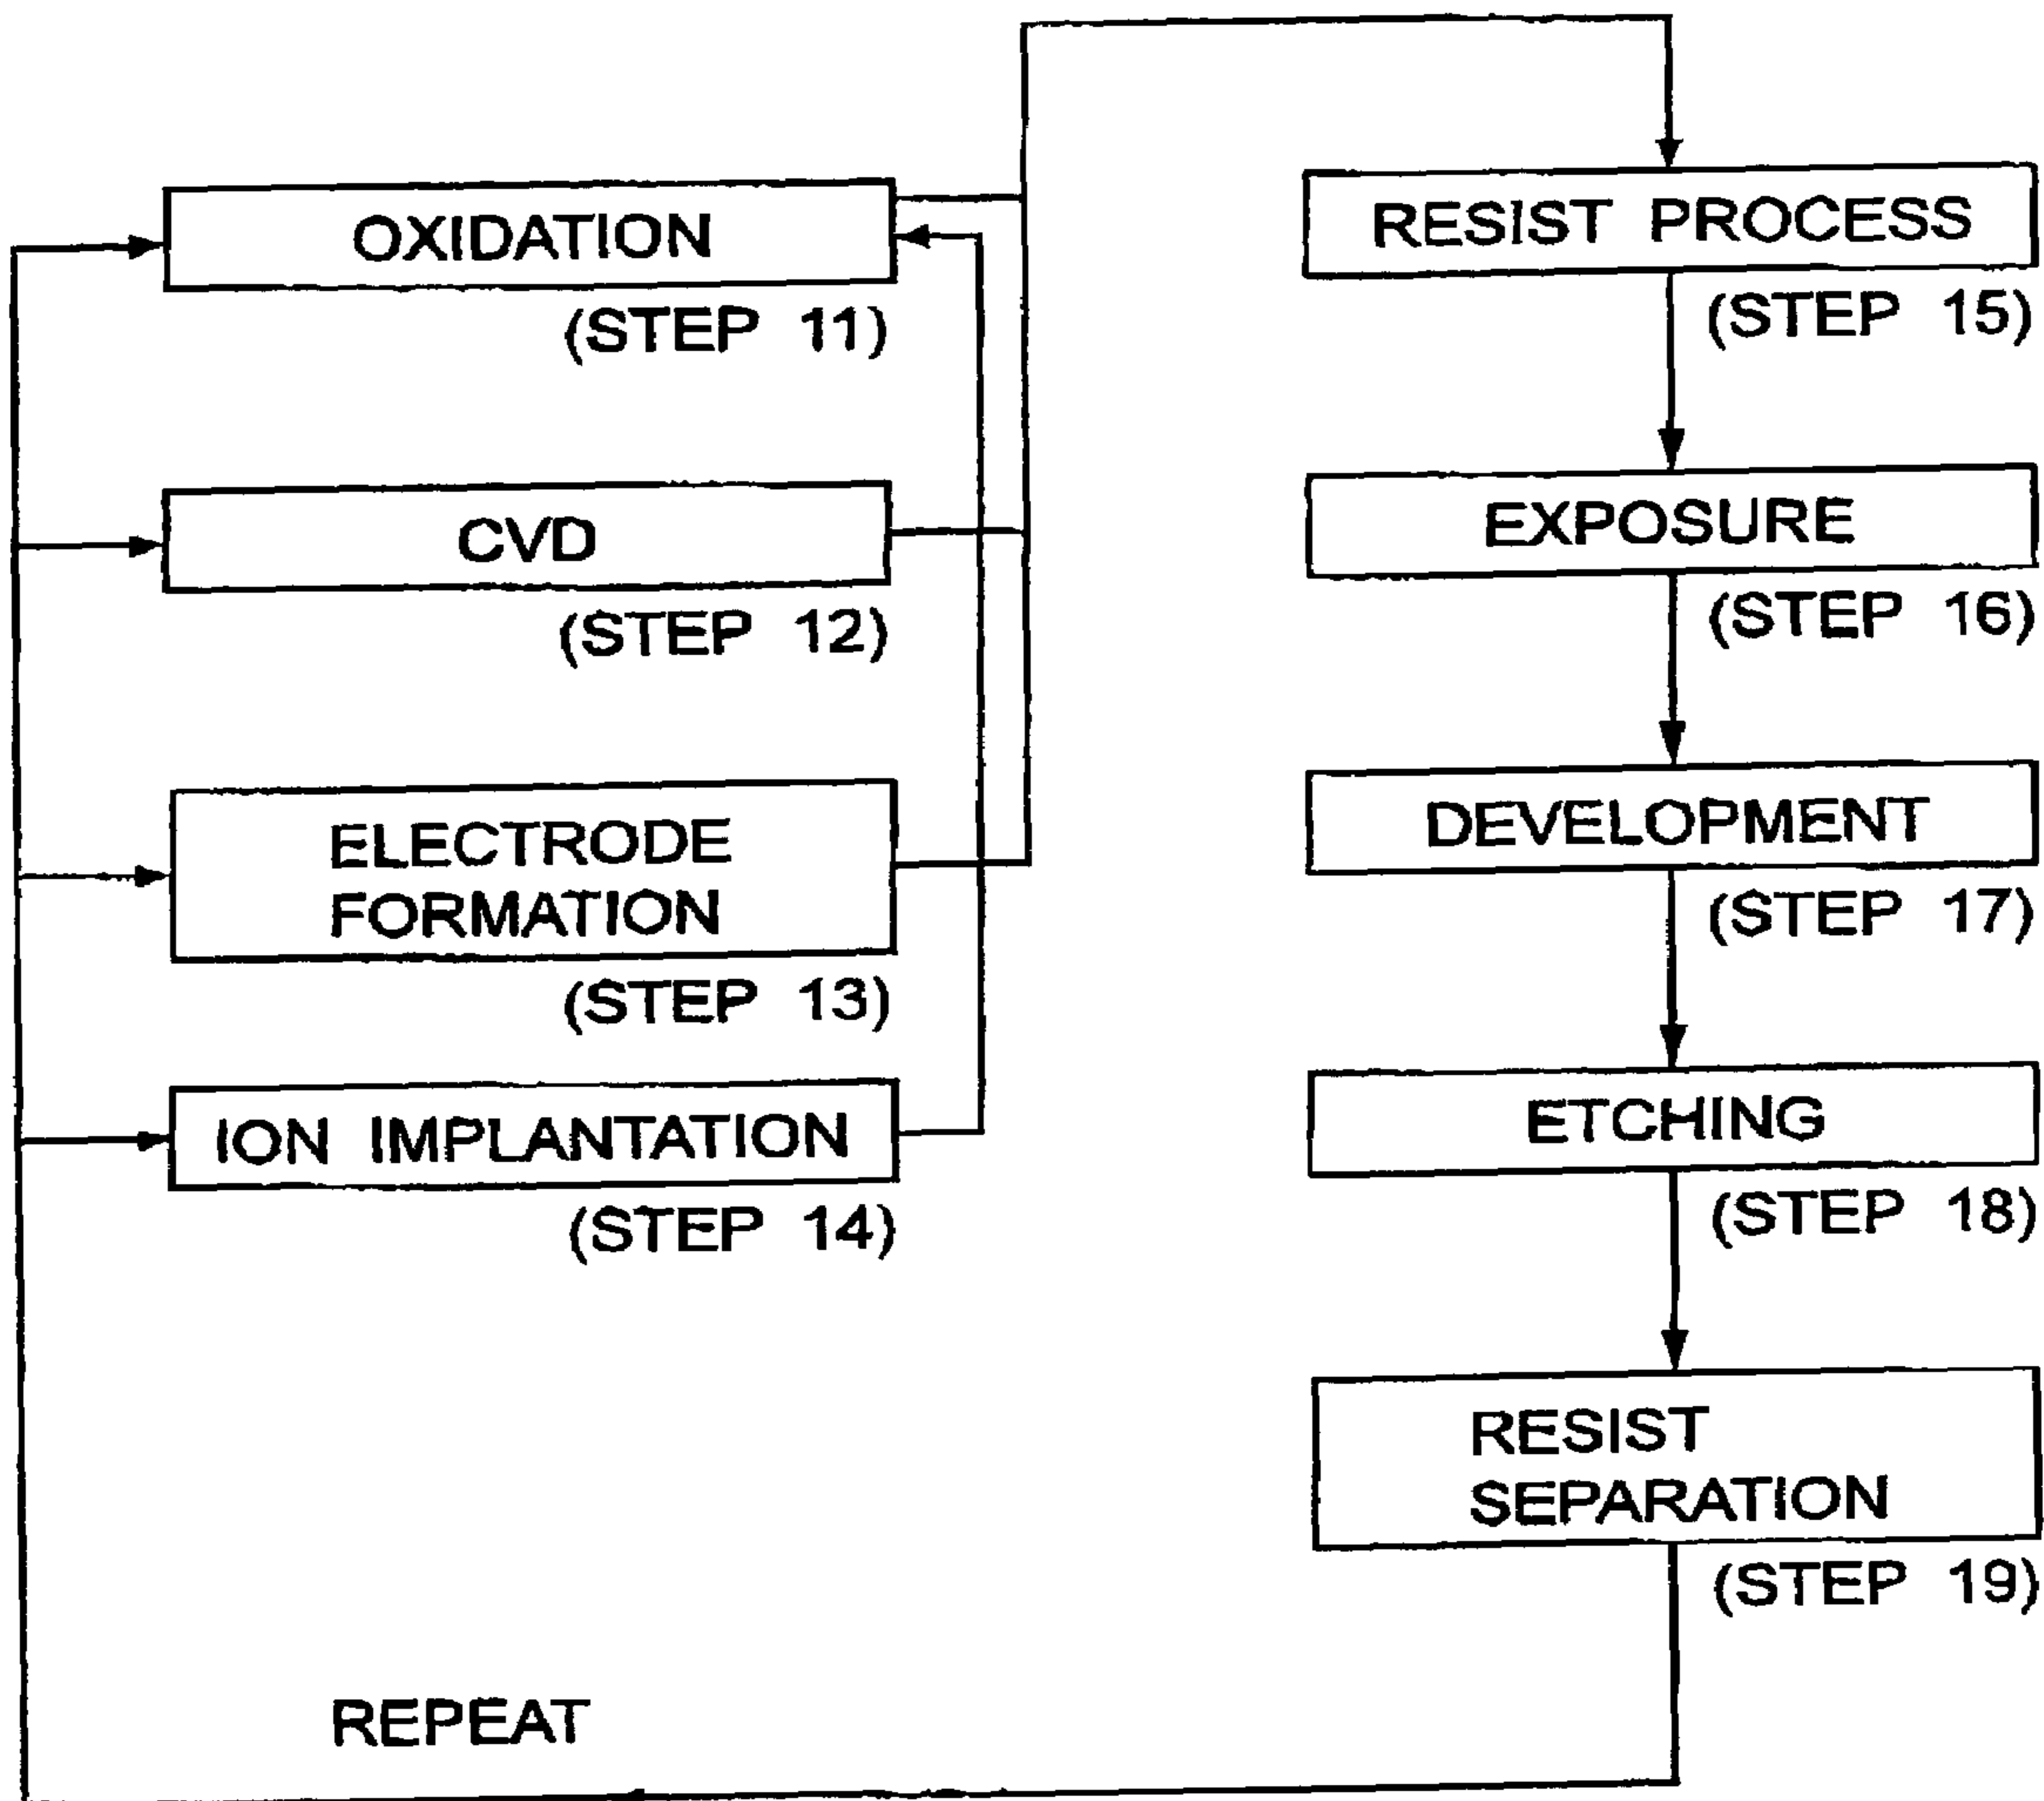 OXIDATION
(STEP 11)
CVD
(STEP 12)
ELECTRODE
FORMATION
(STEP 13)
ION IMPLANTATION
(STEP 14)
RESIST PROCESS
(STEP 15)
EXPOSURE
(STEP 16)
DEVELOPMENT
(STEP 17)
ETCHING
(STEP 18)
RESIST
SEPARATION
(STEP 19)
REPEAT